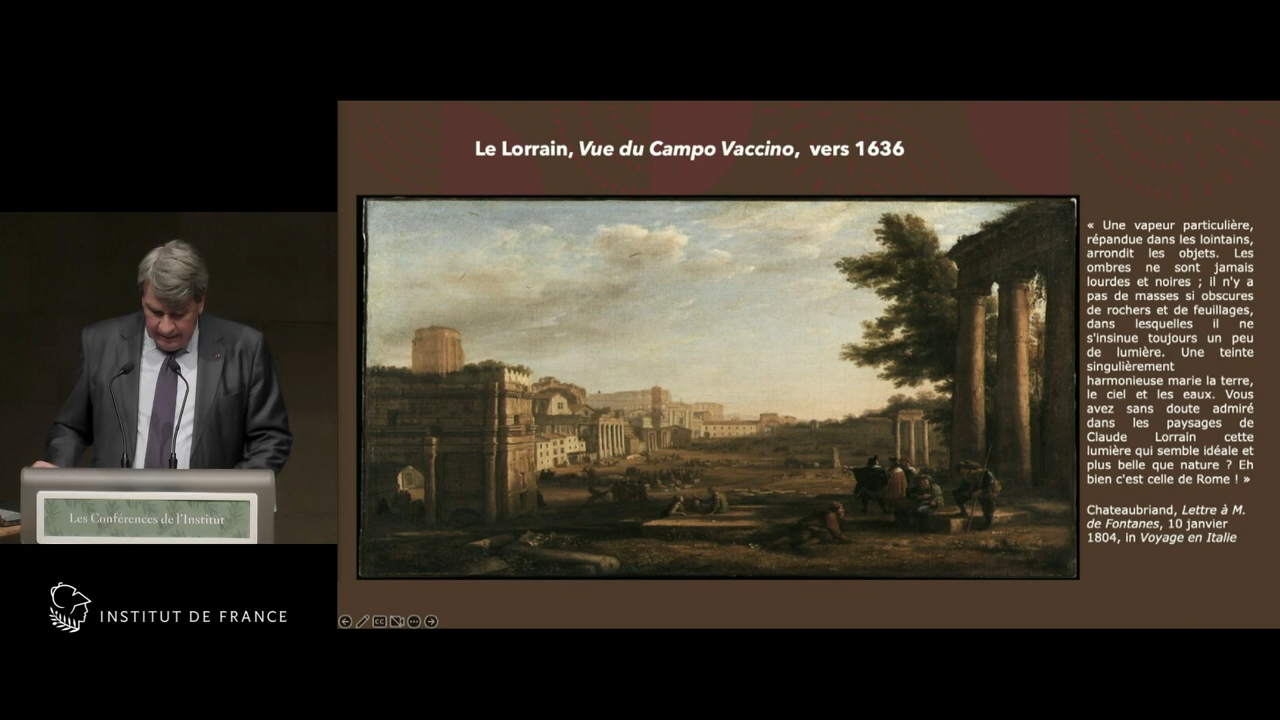 Le Lorrain, Vue du Campo Vaccino, vers 1636
« Une vapeur particulière,
répandue dans les lointains,
arrondit les objets. Les
ombres ne sont jamais
lourdes et noires ; il n'y a
pas de masses si obscures
de rochers et de feuillages,
dans lesquelles il ne
s'insinue toujours un peu
de lumière. Une teinte
singulièrement
harmonieuse marie la terre,
le ciel et les eaux. Vous
avez sans doute admiré
dans les paysages de
Claude Lorrain cette
lumière qui semble idéale et
plus belle que nature ? Eh
bien c'est celle de Rome ! »
Chateaubriand, Lettre à M.
de Fontanes, 10 janvier
1804, in Voyage en Italie
Les Conférences de l'Institut
INSTITUT DE FRANCE
CC